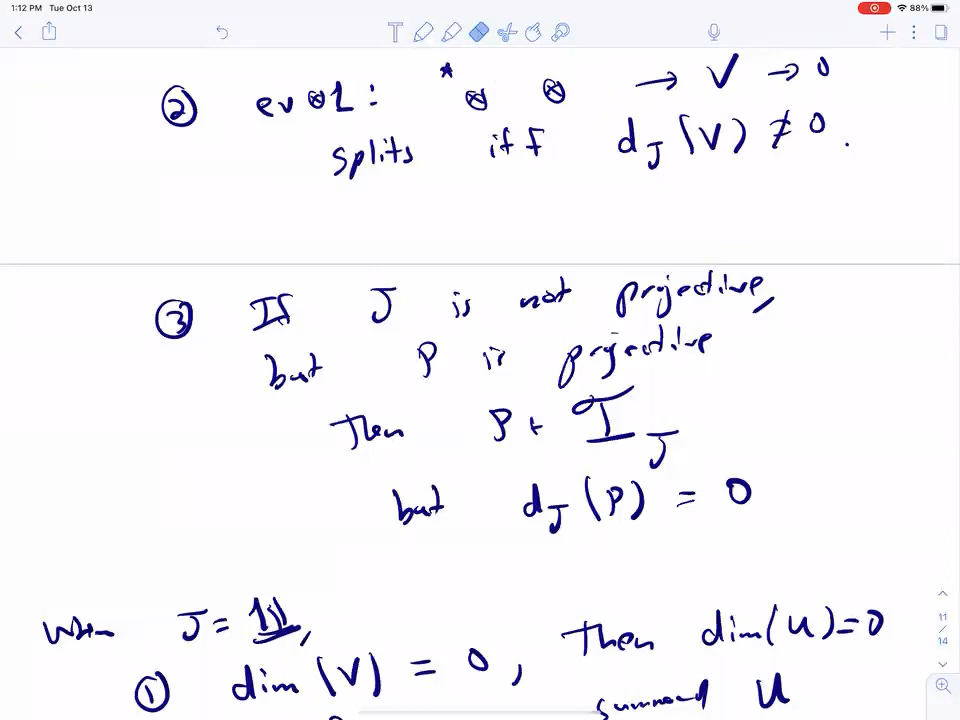 1:12 PM Tue Oct 13
88%
② ev⊗1: * ⊗ ⊗ → V → 0
splits iff d_J(V) ≠ 0.
③ If J is not projective,
but P is projective
Then P ∈ I_J
but d_J(P) = 0
11
/
14
When J = 𝟙, Then dim(U)=0
① dim(V) = 0,
summand U